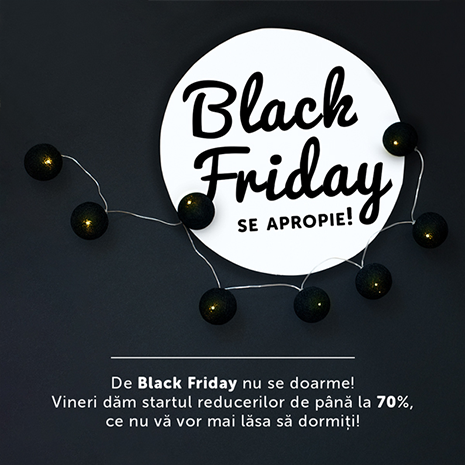 Black
Friday
SE APROPIE!
De Black Friday nu se doarme!
Vineri dăm startul reducerilor de până la 70%,
ce nu vă vor mai lăsa să dormiți!